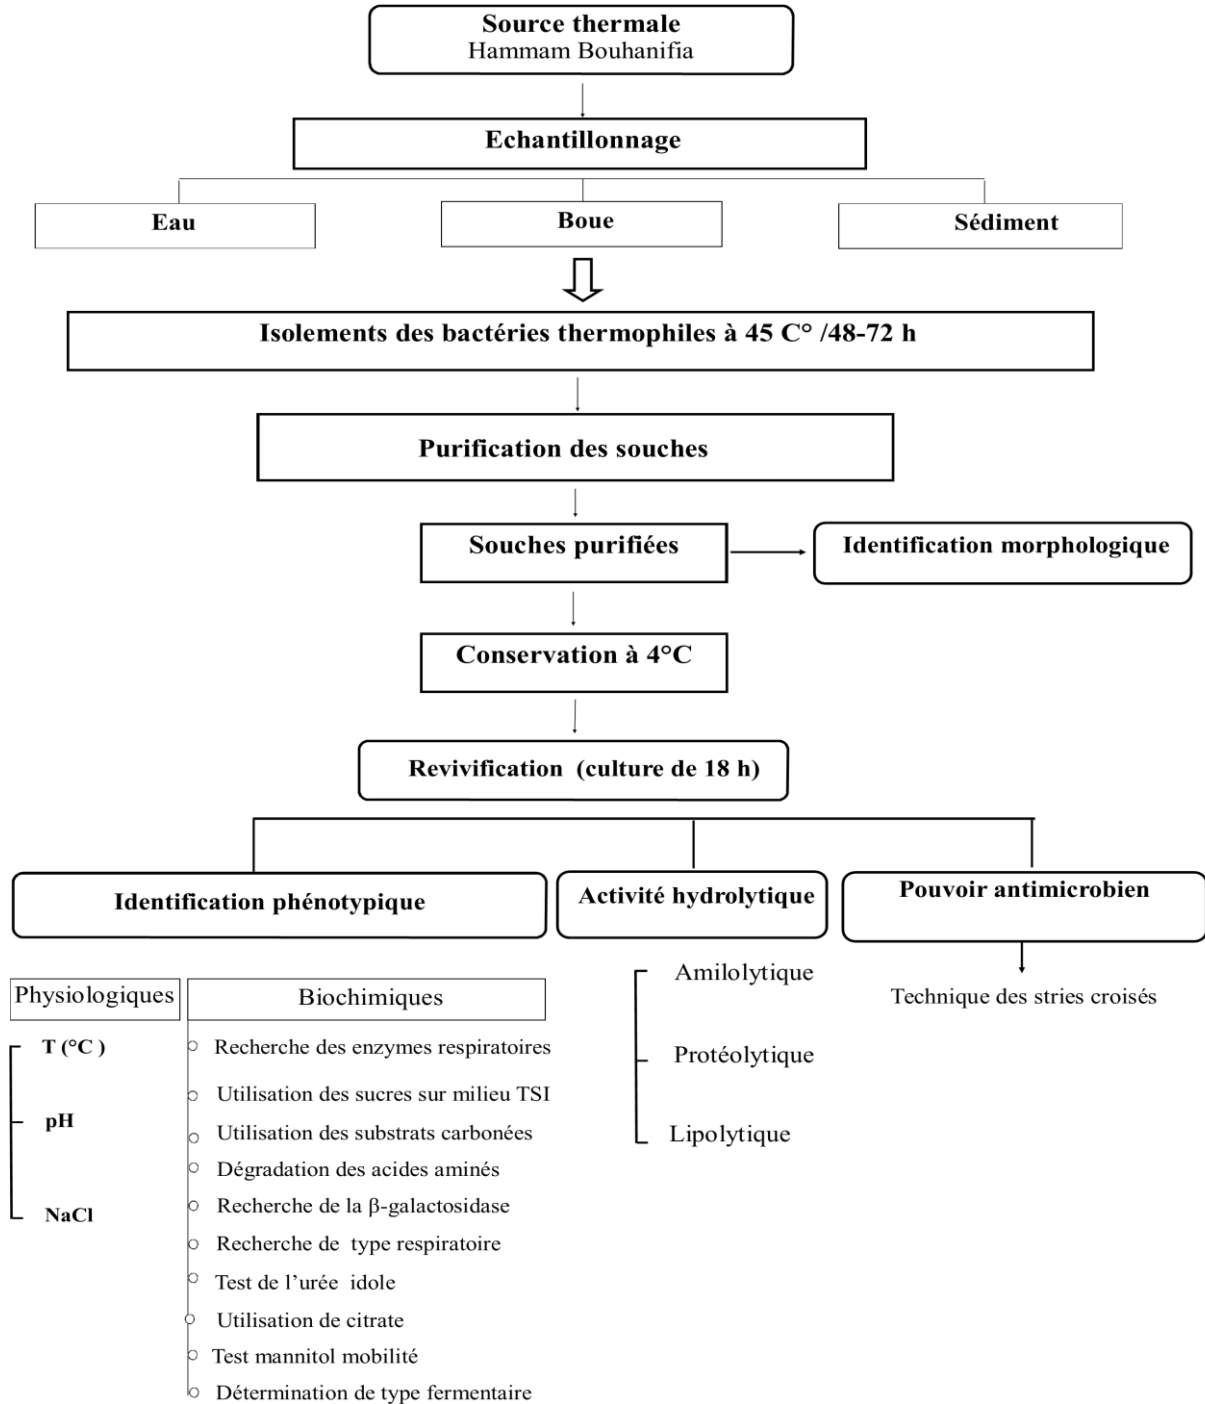 Source thermale
Hammam Bouhanifia
Echantillonnage
Eau
Boue
Sédiment
Isolements des bactéries thermophiles à 45 C° /48-72 h
Purification des souches
Souches purifiées
Identification morphologique
Conservation à 4°C
Revivification (culture de 18 h)
Identification phénotypique
Activité hydrolytique
Pouvoir antimicrobien
Physiologiques
T (°C )
pH
NaCl
Biochimiques
Recherche des enzymes respiratoires
Utilisation des sucres sur milieu TSI
Utilisation des substrats carbonées
Dégradation des acides aminés
Recherche de la β-galactosidase
Recherche de type respiratoire
Test de l’urée idole
Utilisation de citrate
Test mannitol mobilité
Détermination de type fermentaire
Amilolytique
Protéolytique
Lipolytique
Technique des stries croisés